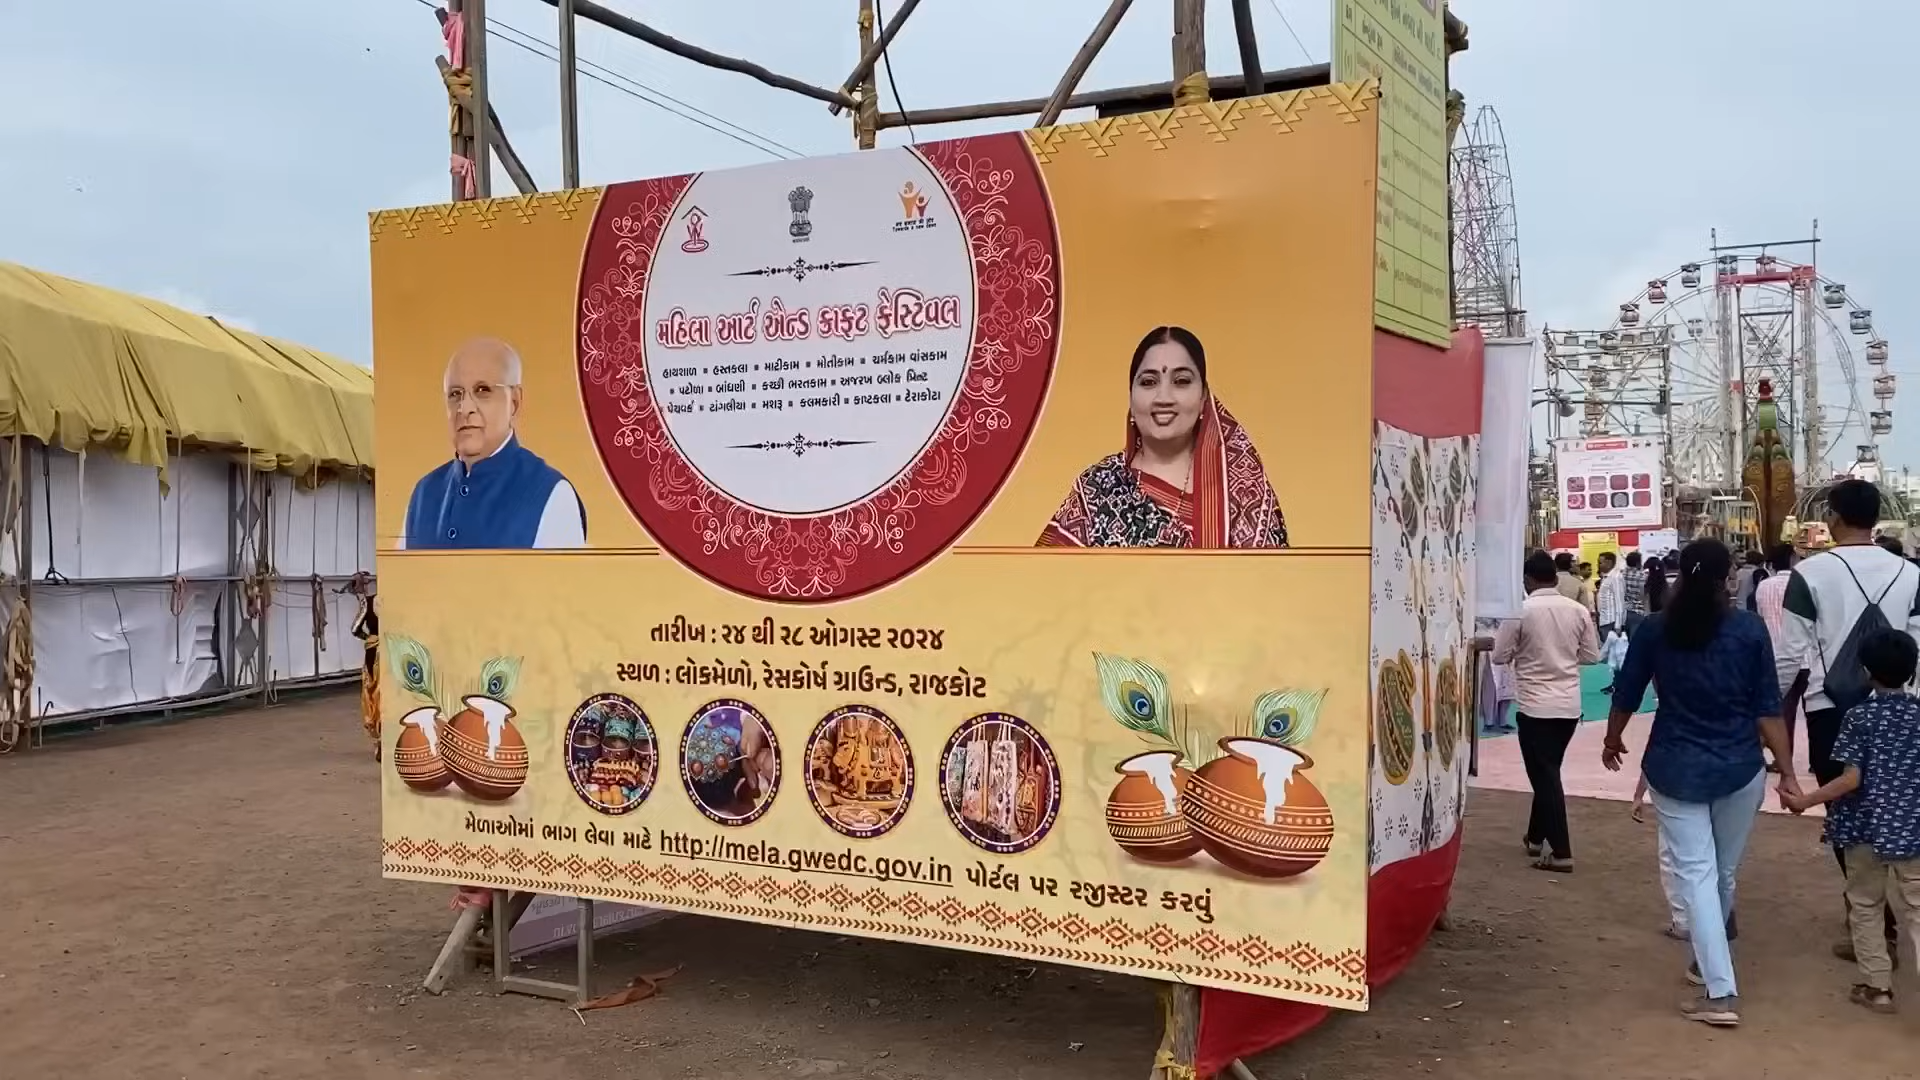 મહિલા આર્ટ એન્ડ ક્રાફ્ટ ફેસ્ટિવલ
હાથશાળ ▪ હસ્તકલા ▪ માટીકામ ▪ મોતીકામ ▪ ચર્મકામ વાંસકામ
▪ પટોળા ▪ બાંધણી ▪ કચ્છી ભરતકામ ▪ અજરખ બ્લોક પ્રિન્ટ
પેચવર્ક ▪ ટાંગલીયા ▪ મશરૂ ▪ કલમકારી ▪ કાષ્ટકલા ▪ ટેરાકોટા
તારીખ : ૨૪ થી ૨૮ ઓગસ્ટ ૨૦૨૪
સ્થળ : લોકમેળો, રેસકોર્ષ ગ્રાઉન્ડ, રાજકોટ
મેળાઓમાં ભાગ લેવા માટે http://mela.gwedc.gov.in પોર્ટલ પર રજીસ્ટર કરવું